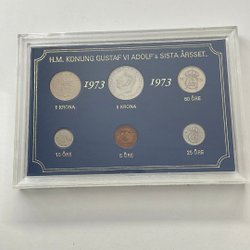 H.M. KONUNG GUSTAF VI ADOLF's SISTA ÅRSSET.
1973 1973
1 KRONA 1 KRONA 50 ÖRE
10 ÖRE 5 ÖRE 25 ÖRE